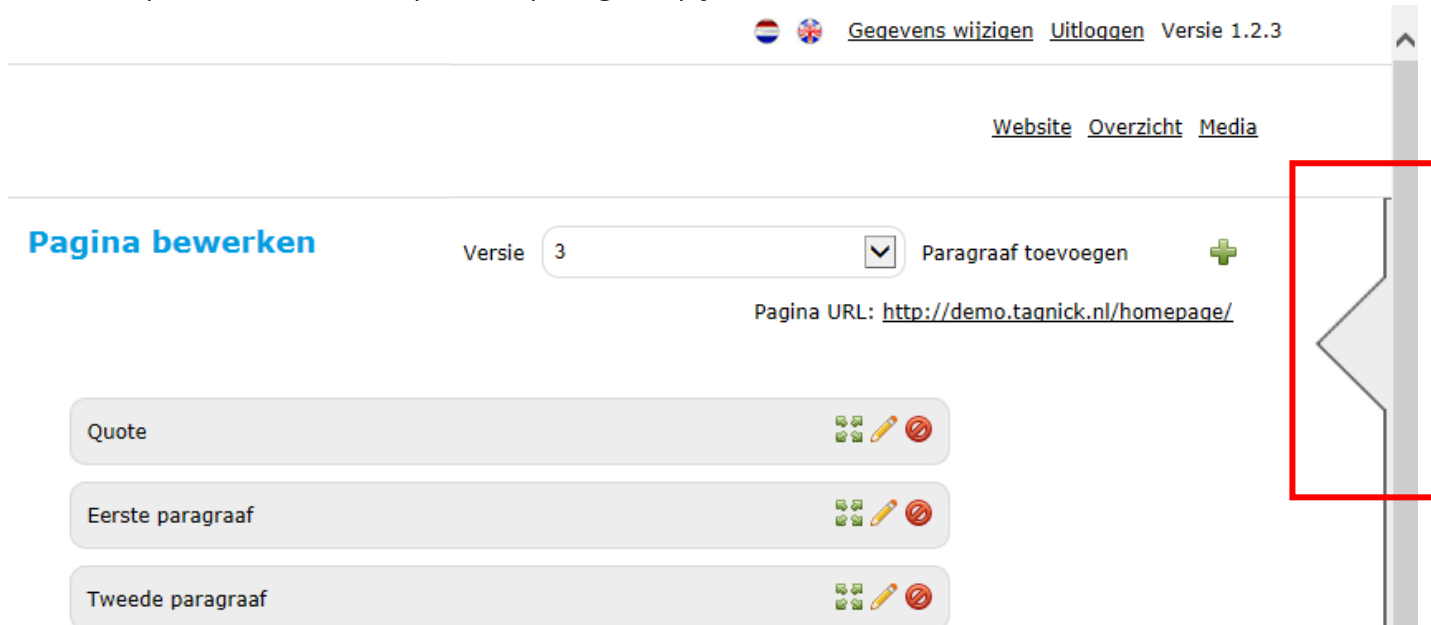 Gegevens wijzigen Uitloggen Versie 1.2.3
Website Overzicht Media
Pagina bewerken Versie 3 Paragraaf toevoegen
Pagina URL: http://demo.tagnick.nl/homepage/
Quote
Eerste paragraaf
Tweede paragraaf